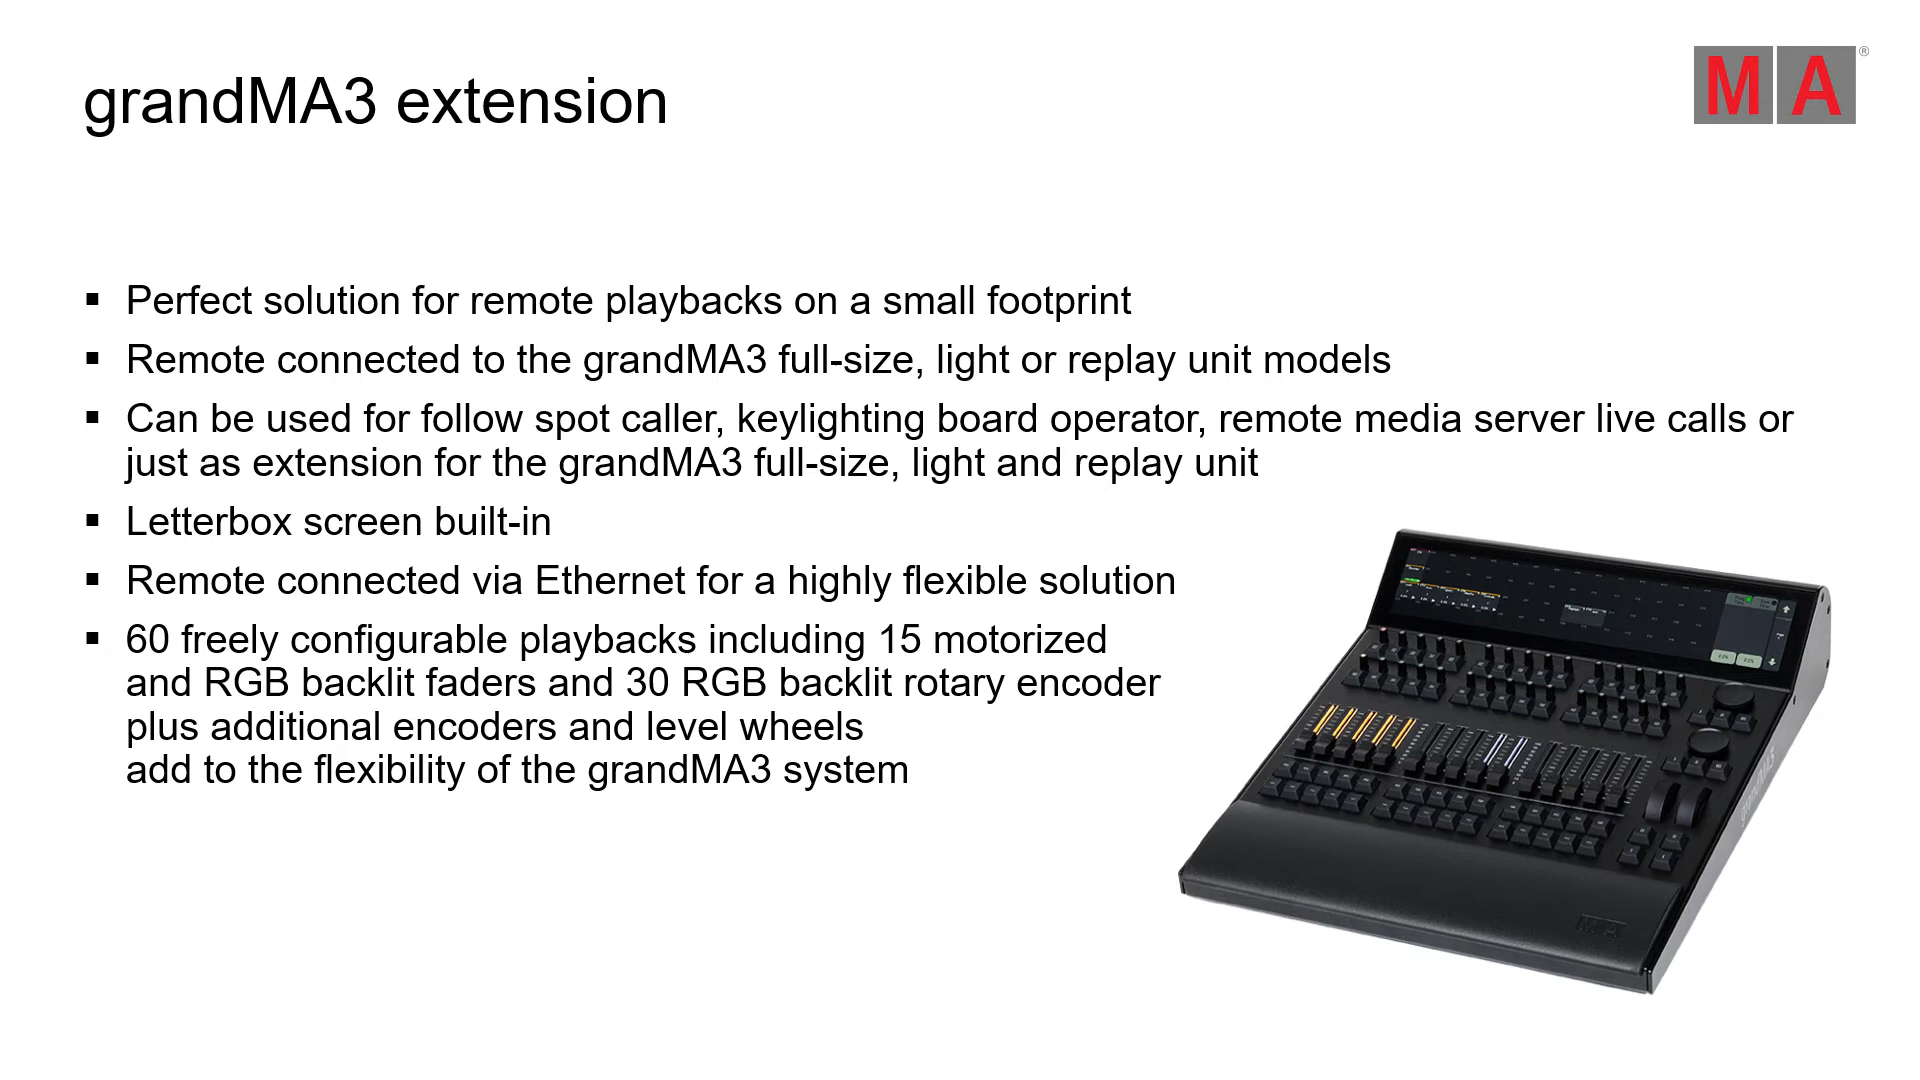 grandMA3 extension
MA®
▪ Perfect solution for remote playbacks on a small footprint
▪ Remote connected to the grandMA3 full-size, light or replay unit models
▪ Can be used for follow spot caller, keylighting board operator, remote media server live calls or
just as extension for the grandMA3 full-size, light and replay unit
▪ Letterbox screen built-in
▪ Remote connected via Ethernet for a highly flexible solution
▪ 60 freely configurable playbacks including 15 motorized
and RGB backlit faders and 30 RGB backlit rotary encoder
plus additional encoders and level wheels
add to the flexibility of the grandMA3 system
grandMA3
MA